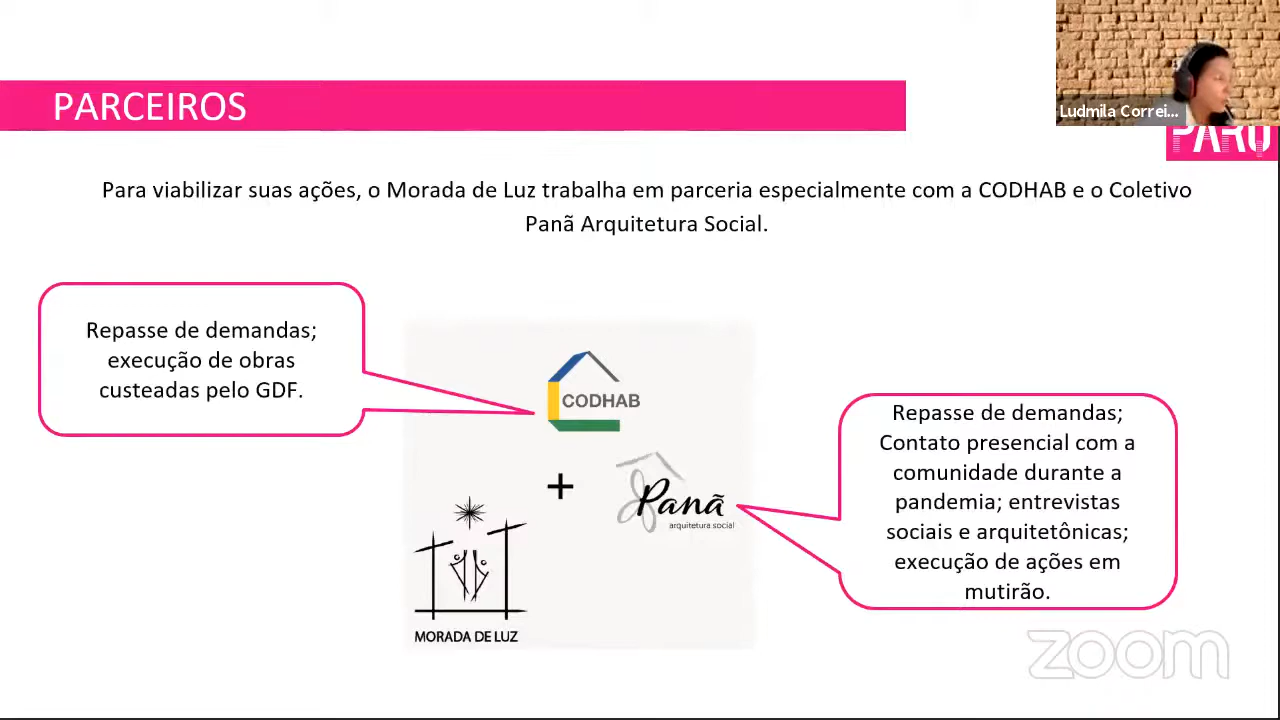 PARCEIROS
Ludmila Correi...
PARQ
Para viabilizar suas ações, o Morada de Luz trabalha em parceria especialmente com a CODHAB e o Coletivo
Panã Arquitetura Social.
Repasse de demandas;
execução de obras
custeadas pelo GDF.
CODHAB
+
Panã
arquitetura social
MORADA DE LUZ
Repasse de demandas;
Contato presencial com a
comunidade durante a
pandemia; entrevistas
sociais e arquitetônicas;
execução de ações em
mutirão.
zoom